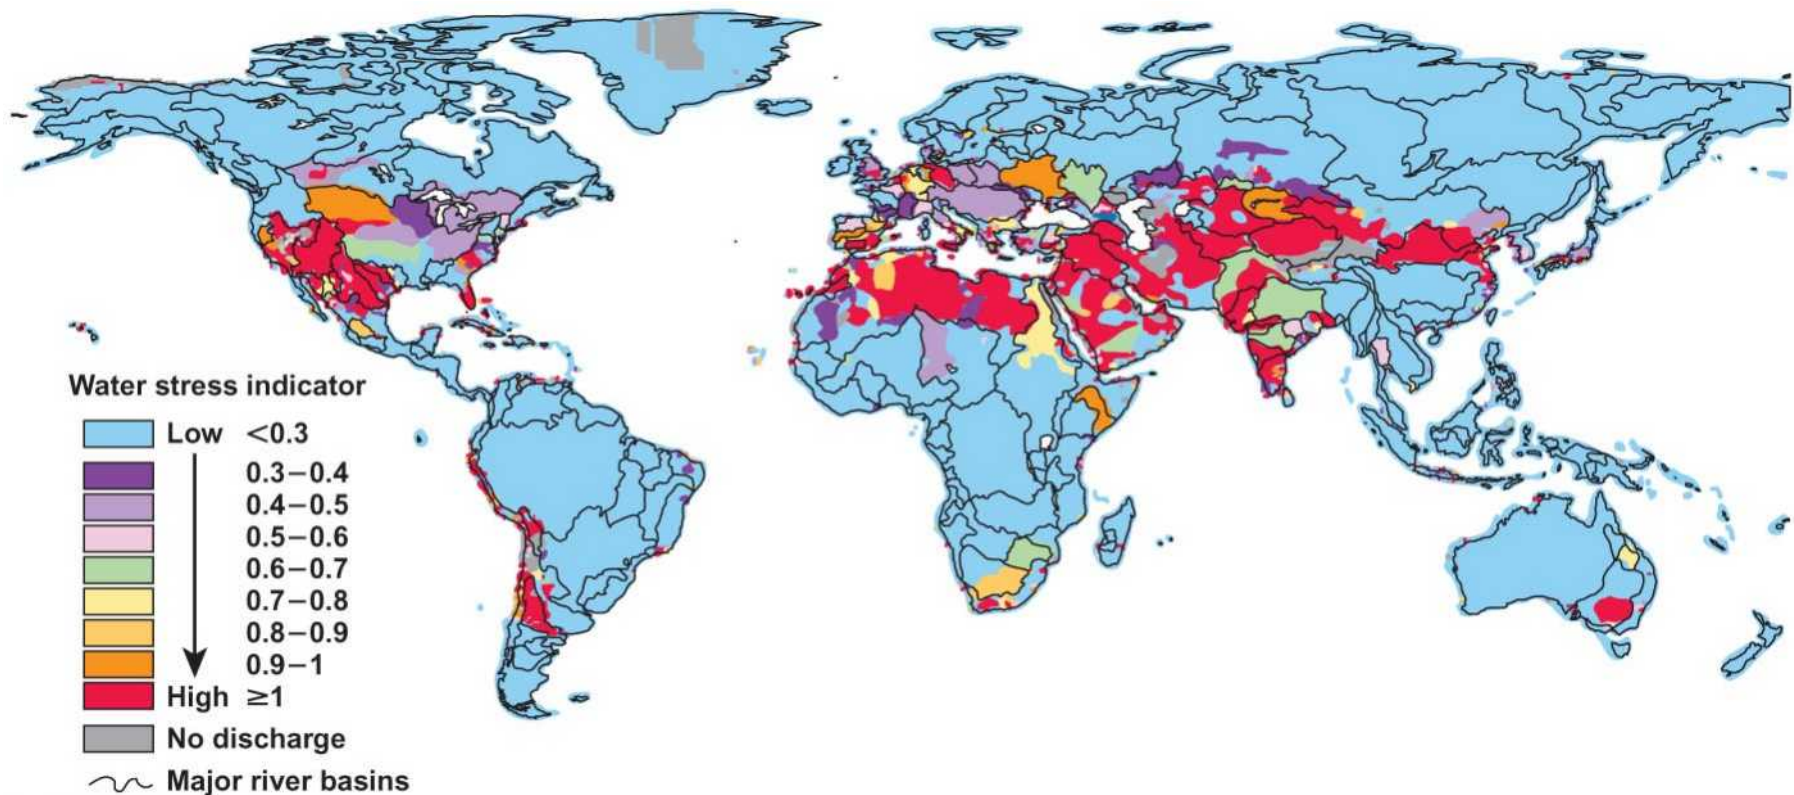 Water stress indicator
Low <0.3
0.3–0.4
0.4–0.5
0.5–0.6
0.6–0.7
0.7–0.8
0.8–0.9
0.9–1
High ≥1
No discharge
Major river basins